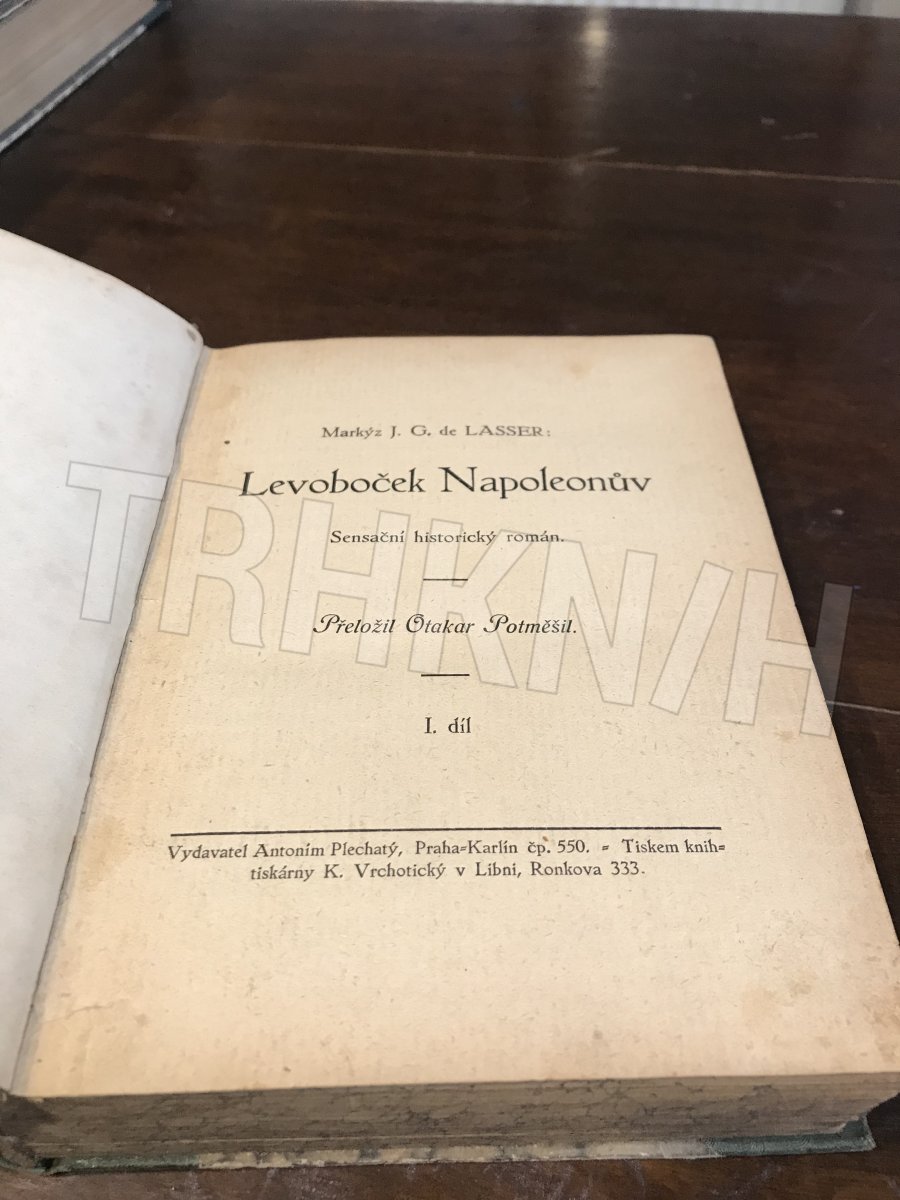 Markýz J. G. de LASSER:
Levoboček Napoleonův
Sensační historický román.
Přeložil Otakar Potměšil.
I. díl
Vydavatel Antoním Plechatý, Praha-Karlín čp. 550. - Tiskem knih-
tiskárny K. Vrchotický v Libni, Ronkova 333.
TRHKNIH